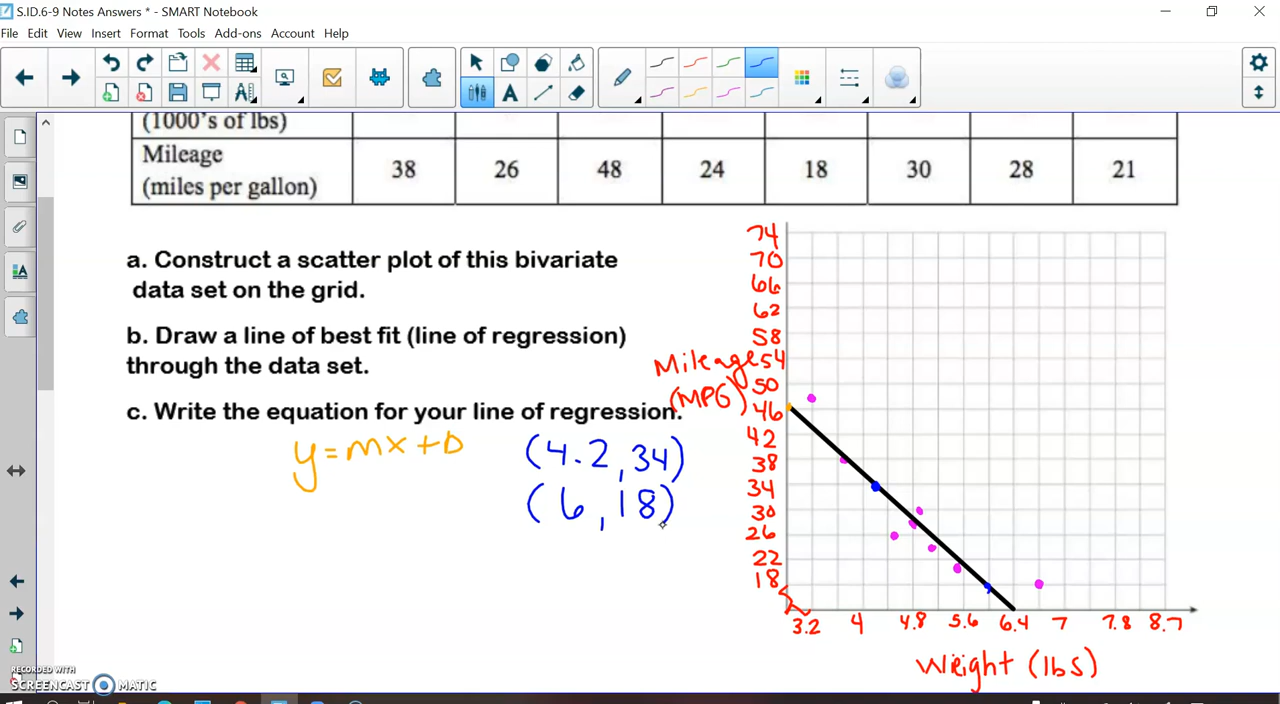 S.ID.6-9 Notes Answers * - SMART Notebook
File Edit View Insert Format Tools Add-ons Account Help
(1000's of lbs)
Mileage
(miles per gallon)
38 26 48 24 18 30 28 21
a. Construct a scatter plot of this bivariate
data set on the grid.
b. Draw a line of best fit (line of regression)
through the data set.
c. Write the equation for your line of regression.
y=mx+b
(4.2,34)
(6,18)
Mileage
(MPG)
74
70
66
62
58
54
50
46
42
38
34
30
26
22
18
3.2 4 4.8 5.6 6.4 7 7.8 8.7
Weight (lbs)
RECORDED WITH
SCREENCAST MATIC